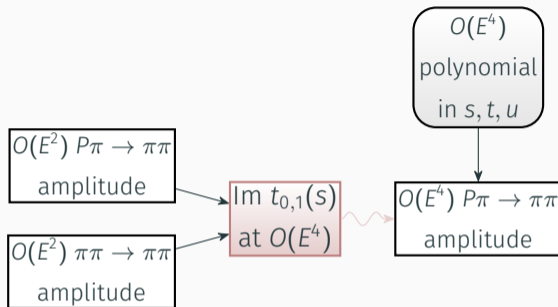 O(E⁴)
polynomial
in s, t, u
O(E²) Pπ → ππ
amplitude
Im t₀,₁(s)
at O(E⁴)
O(E⁴) Pπ → ππ
amplitude
O(E²) ππ → ππ
amplitude